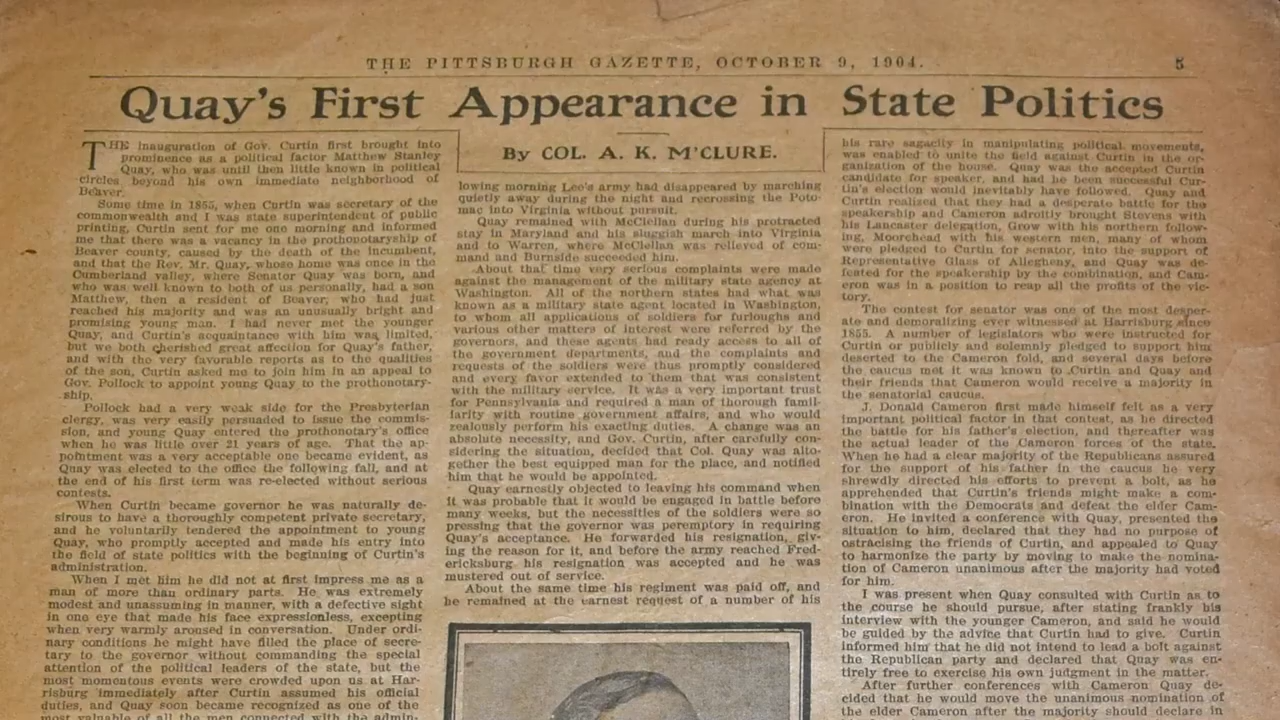 THE PITTSBURGH GAZETTE, OCTOBER 9, 1904.
5
Quay's First Appearance in State Politics
By COL. A. K. M'CLURE.
THE inauguration of Gov. Curtin first brought into
prominence as a political factor Matthew Stanley
Quay, who was until then little known in political
circles beyond his own immediate neighborhood of
Beaver.
Some time in 1855, when Curtin was secretary of the
commonwealth and I was state superintendent of public
printing, Curtin sent for me one morning and informed
me that there was a vacancy in the prothonotaryship of
Beaver county, caused by the death of the incumbent,
and that the Rev. Mr. Quay, whose home was once in the
Cumberland valley, where Senator Quay was born, and
who was well known to both of us personally, had a son
Matthew, then a resident of Beaver, who had just
reached his majority and was an unusually bright and
promising young man. I had never met the younger
Quay, and Curtin's acquaintance with him was limited,
but we both cherished great affection for Quay's father,
and with the very favorable reports as to the qualities
of the son, Curtin asked me to join him in an appeal to
Gov. Pollock to appoint young Quay to the prothonotary-
ship.
Pollock had a very weak side for the Presbyterian
clergy, was very easily persuaded to issue the commis-
sion, and young Quay entered the prothonotary's office
when he was little over 21 years of age. That the ap-
pointment was a very acceptable one became evident, as
Quay was elected to the office the following fall, and at
the end of his first term was re-elected without serious
contests.
When Curtin became governor he was naturally de-
sirous to have a thoroughly competent private secretary,
and he voluntarily tendered the appointment to young
Quay, who promptly accepted and made his entry into
the field of state politics with the beginning of Curtin's
administration.
When I met him he did not at first impress me as a
man of more than ordinary parts. He was extremely
modest and unassuming in manner, with a defective sight
in one eye that made his face expressionless, excepting
when very warmly aroused in conversation. Under ordi-
nary conditions he might have filled the place of secre-
tary to the governor without commanding the special
attention of the political leaders of the state, but the
most momentous events were crowded upon us at Har-
risburg immediately after Curtin assumed his official
duties, and Quay soon became recognized as one of the
most valuable of all the men connected with the admin-
lowing morning Lee's army had disappeared by marching
quietly away during the night and recrossing the Poto-
mac into Virginia without pursuit.
Quay remained with McClellan during his protracted
stay in Maryland and his sluggish march into Virginia
and to Warren, where McClellan was relieved of com-
mand and Burnside succeeded him.
About that time very serious complaints were made
against the management of the military state agency at
Washington. All of the northern states had what was
known as a military state agent located in Washington,
to whom all applications of soldiers for furloughs and
various other matters of interest were referred by the
governors, and these agents had ready access to all of
the government departments, and the complaints and
requests of the soldiers were thus promptly considered
and every favor extended to them that was consistent
with the military service. It was a very important trust
for Pennsylvania and required a man of thorough famil-
iarity with routine government affairs, and who would
zealously perform his exacting duties. A change was an
absolute necessity, and Gov. Curtin, after carefully con-
sidering the situation, decided that Col. Quay was alto-
gether the best equipped man for the place, and notified
him that he would be appointed.
Quay earnestly objected to leaving his command when
it was probable that it would be engaged in battle before
many weeks, but the necessities of the soldiers were so
pressing that the governor was peremptory in requiring
Quay's acceptance. He forwarded his resignation, giv-
ing the reason for it, and before the army reached Fred-
ericksburg his resignation was accepted and he was
mustered out of service.
About the same time his regiment was paid off, and
he remained at the earnest request of a number of his
his rare sagacity in manipulating political movements,
was enabled to unite the field against Curtin in the or-
ganization of the house. Quay was the accepted Curtin
candidate for speaker, and had he been successful Cur-
tin's election would inevitably have followed. Quay and
Curtin realized that they had a desperate battle for the
speakership and Cameron adroitly brought Stevens with
his Lancaster delegation, Grow with his northern follow-
ing, Moorehead with his western men, many of whom
were pledged to Curtin for senator, into the support of
Representative Glass of Allegheny, and Quay was de-
feated for the speakership by the combination, and Cam-
eron was in a position to reap all the profits of the vic-
tory.
The contest for senator was one of the most desper-
ate and demoralizing ever witnessed at Harrisburg since
1855. A number of legislators who were instructed for
Curtin or publicly and solemnly pledged to support him
deserted to the Cameron fold, and several days before
the caucus met it was known to Curtin and Quay and
their friends that Cameron would receive a majority in
the senatorial caucus.
J. Donald Cameron first made himself felt as a very
important political factor in that contest, as he directed
the battle for his father's election, and thereafter was
the actual leader of the Cameron forces of the state.
When he had a clear majority of the Republicans assured
for the support of his father in the caucus he very
shrewdly directed his efforts to prevent a bolt, as he
apprehended that Curtin's friends might make a com-
bination with the Democrats and defeat the elder Cam-
eron. He invited a conference with Quay, presented the
situation to him, declared that they had no purpose of
ostracising the friends of Curtin, and appealed to Quay
to harmonize the party by moving to make the nomina-
tion of Cameron unanimous after the majority had voted
for him.
I was present when Quay consulted with Curtin as to
the course he should pursue, after stating frankly his
interview with the younger Cameron, and said he would
be guided by the advice that Curtin had to give. Curtin
informed him that he did not intend to lead a bolt against
the Republican party and declared that Quay was en-
tirely free to exercise his own judgment in the matter.
After further conferences with Cameron Quay de-
cided that he would move the unanimous nomination of
the elder Cameron after the majority should declare in